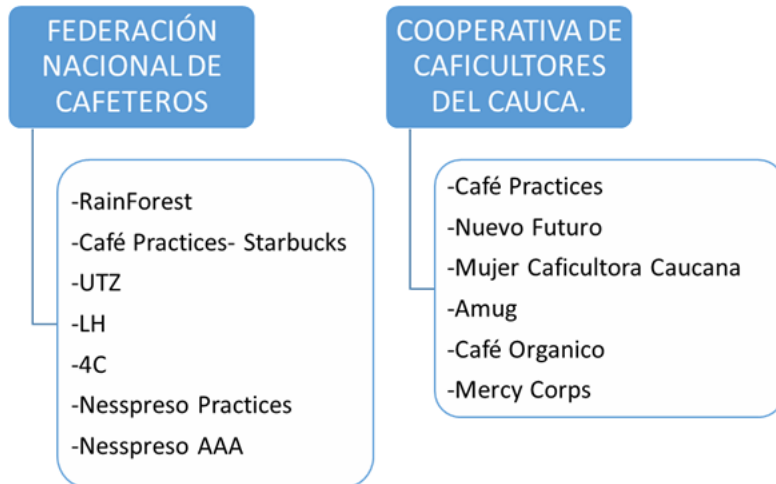 FEDERACIÓN
NACIONAL DE
CAFETEROS
-RainForest
-Café Practices- Starbucks
-UTZ
-LH
-4C
-Nesspreso Practices
-Nesspreso AAA
COOPERATIVA DE
CAFICULTORES
DEL CAUCA.
-Café Practices
-Nuevo Futuro
-Mujer Caficultora Caucana
-Amug
-Café Organico
-Mercy Corps